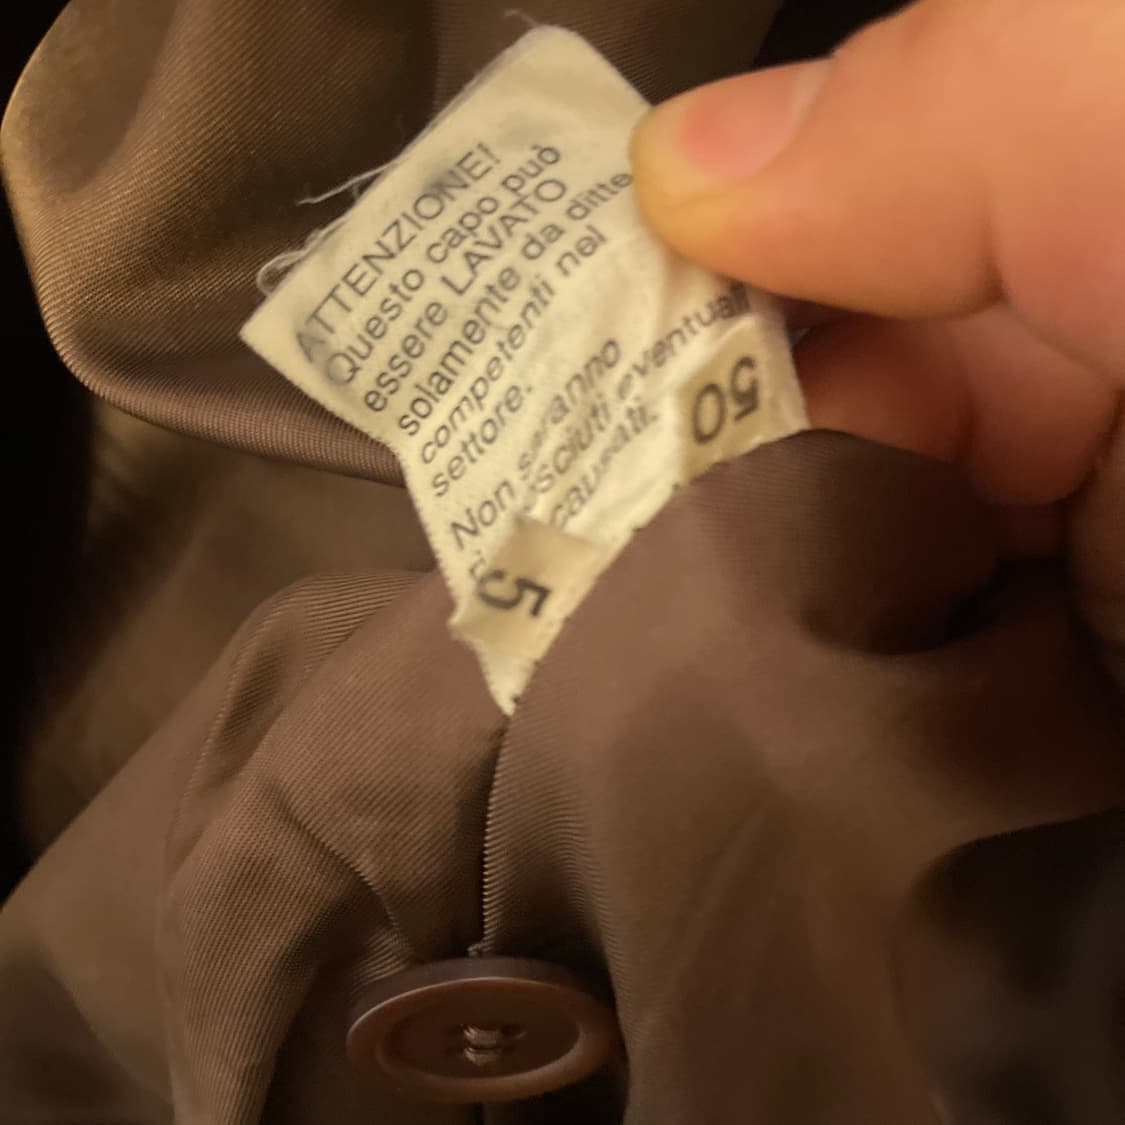 ATTENZIONE!
Questo capo può
essere LAVATO
solamente da ditte
competenti nel
settore.
Non saranno
eventuali
causati.
50
5